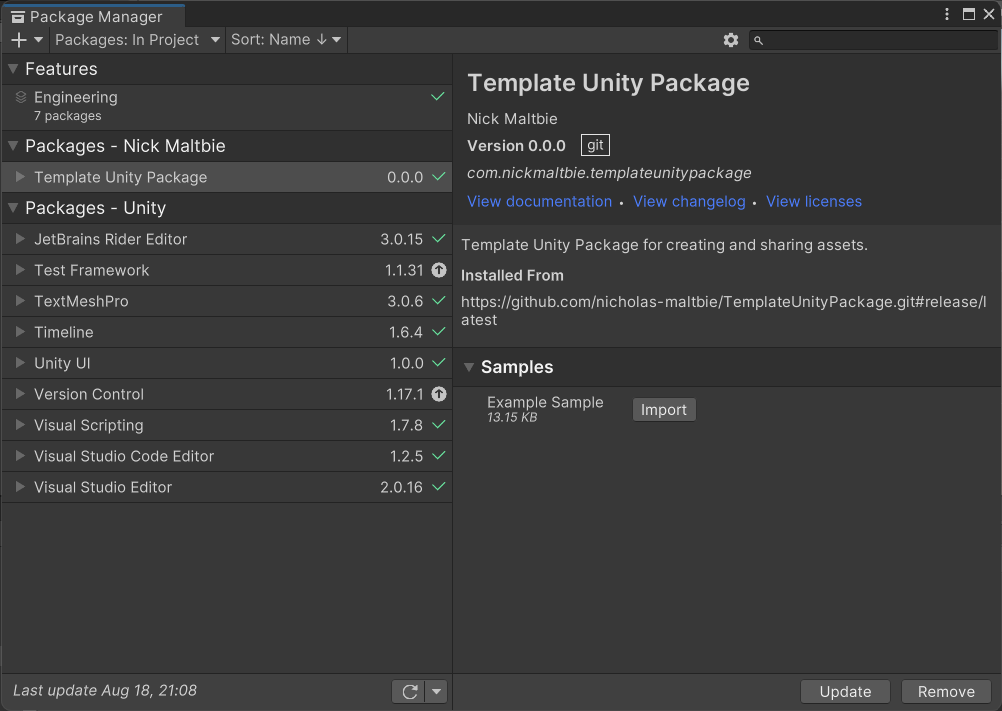 Package Manager
Packages: In Project
Sort: Name ↓
Features
Engineering
7 packages
Packages - Nick Maltbie
Template Unity Package 0.0.0
Packages - Unity
JetBrains Rider Editor 3.0.15
Test Framework 1.1.31
TextMeshPro 3.0.6
Timeline 1.6.4
Unity UI 1.0.0
Version Control 1.17.1
Visual Scripting 1.7.8
Visual Studio Code Editor 1.2.5
Visual Studio Editor 2.0.16
Last update Aug 18, 21:08
Template Unity Package
Nick Maltbie
Version 0.0.0 git
com.nickmaltbie.templateunitypackage
View documentation • View changelog • View licenses
Template Unity Package for creating and sharing assets.
Installed From
https://github.com/nicholas-maltbie/TemplateUnityPackage.git#release/l
atest
Samples
Example Sample
13.15 KB
Import
Update Remove